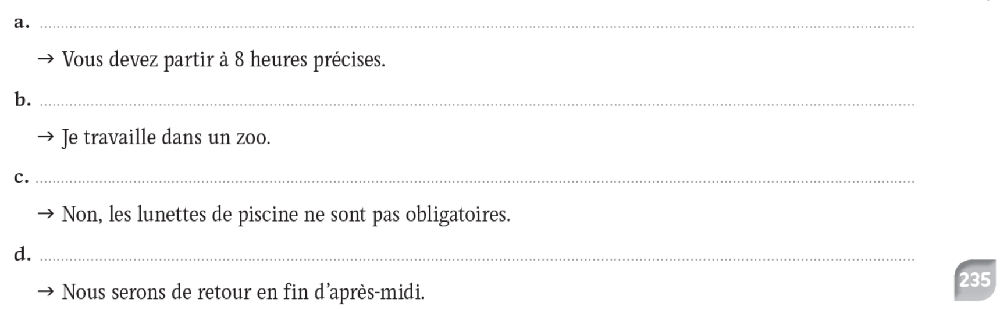 a. ................................................................
→ Vous devez partir à 8 heures précises.
b. ................................................................
→ Je travaille dans un zoo.
c. ................................................................
→ Non, les lunettes de piscine ne sont pas obligatoires.
d. ................................................................
→ Nous serons de retour en fin d'après-midi.
235